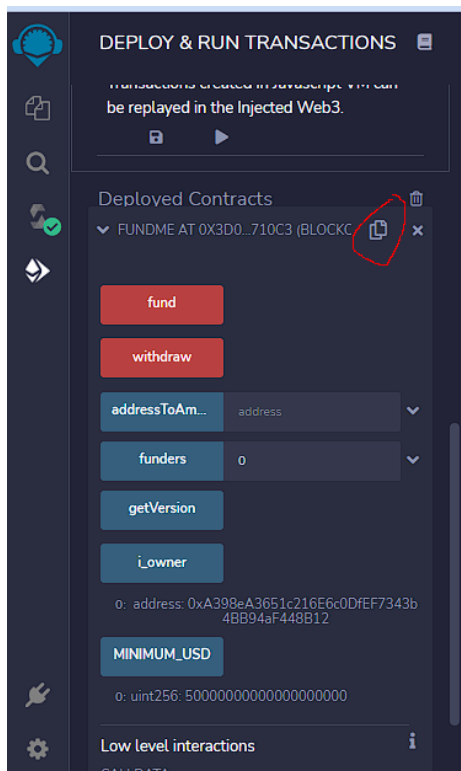 DEPLOY & RUN TRANSACTIONS
Transactions created in Javascript VM can
be replayed in the Injected Web3.
Deployed Contracts
FUNDME AT 0X3D0...710C3 (BLOCKC
fund
withdraw
addressToAm... address
funders 0
getVersion
i_owner
0: address: 0xA398eA3651c216E6c0DfEF7343b
4BB94aF448B12
MINIMUM_USD
0: uint256: 50000000000000000000
Low level interactions i
CALLDATA